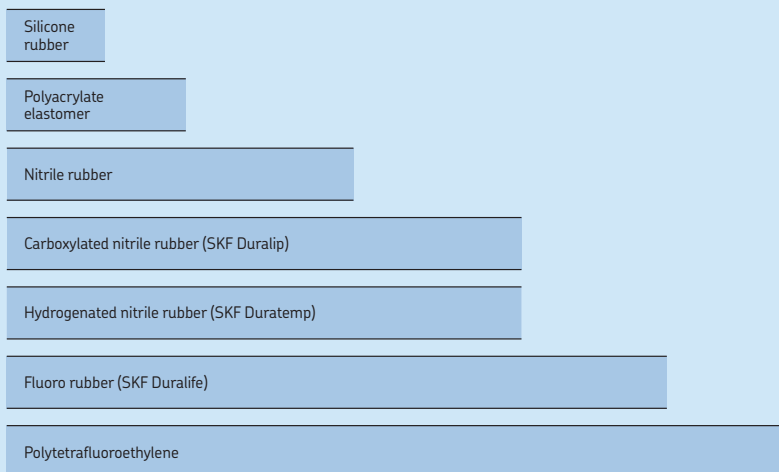 Silicone
rubber
Polyacrylate
elastomer
Nitrile rubber
Carboxylated nitrile rubber (SKF Duralip)
Hydrogenated nitrile rubber (SKF Duratemp)
Fluoro rubber (SKF Duralife)
Polytetrafluoroethylene